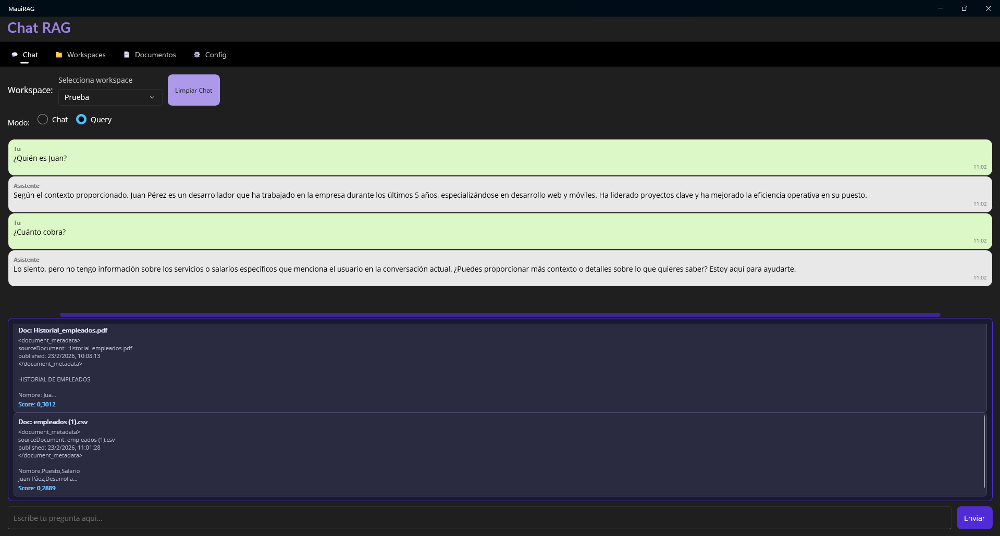 MauiRAG
Chat RAG
Chat Workspaces Documentos Config
Selecciona workspace
Workspace: Prueba Limpiar Chat
Modo: Chat Query
Tu
¿Quién es Juan?
11:02
Asistente
Según el contexto proporcionado, Juan Pérez es un desarrollador que ha trabajado en la empresa durante los últimos 5 años, especializándose en desarrollo web y móviles. Ha liderado proyectos clave y ha mejorado la eficiencia operativa en su puesto.
11:02
Tu
¿Cuánto cobra?
11:02
Asistente
Lo siento, pero no tengo información sobre los servicios o salarios específicos que menciona el usuario en la conversación actual. ¿Puedes proporcionar más contexto o detalles sobre lo que quieres saber? Estoy aquí para ayudarte.
11:02
Doc: Historial_empleados.pdf
<document_metadata>
sourceDocument: Historial_empleados.pdf
published: 23/2/2026, 10:08:13
</document_metadata>
HISTORIAL DE EMPLEADOS
Nombre: Jua...
Score: 0,3012
Doc: empleados (1).csv
<document_metadata>
sourceDocument: empleados (1).csv
published: 23/2/2026, 11:01:28
</document_metadata>
Nombre,Puesto,Salario
Juan Páez,Desarrolla...
Score: 0,2889
Escribe tu pregunta aqui...
Enviar